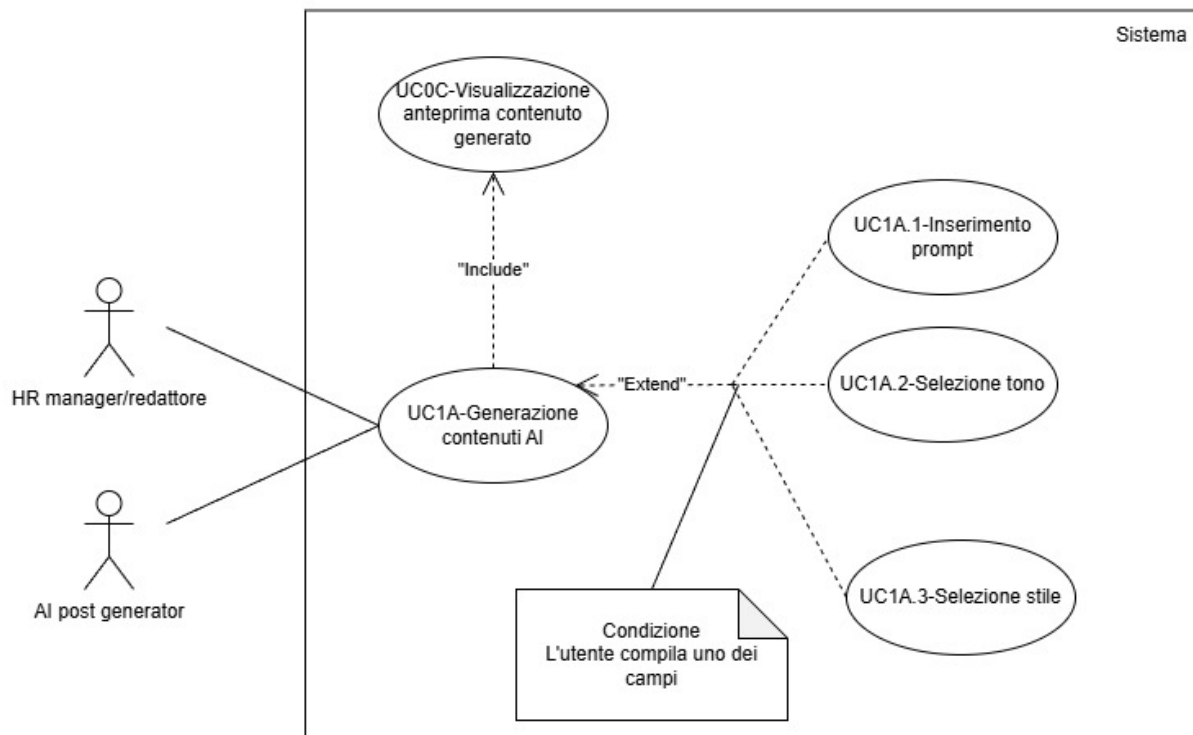 Sistema
UC0C-Visualizzazione
anteprima contenuto
generato
UC1A.1-Inserimento
prompt
"Include"
HR manager/redattore
"Extend"
UC1A.2-Selezione tono
UC1A-Generazione
contenuti AI
AI post generator
UC1A.3-Selezione stile
Condizione
L'utente compila uno dei
campi